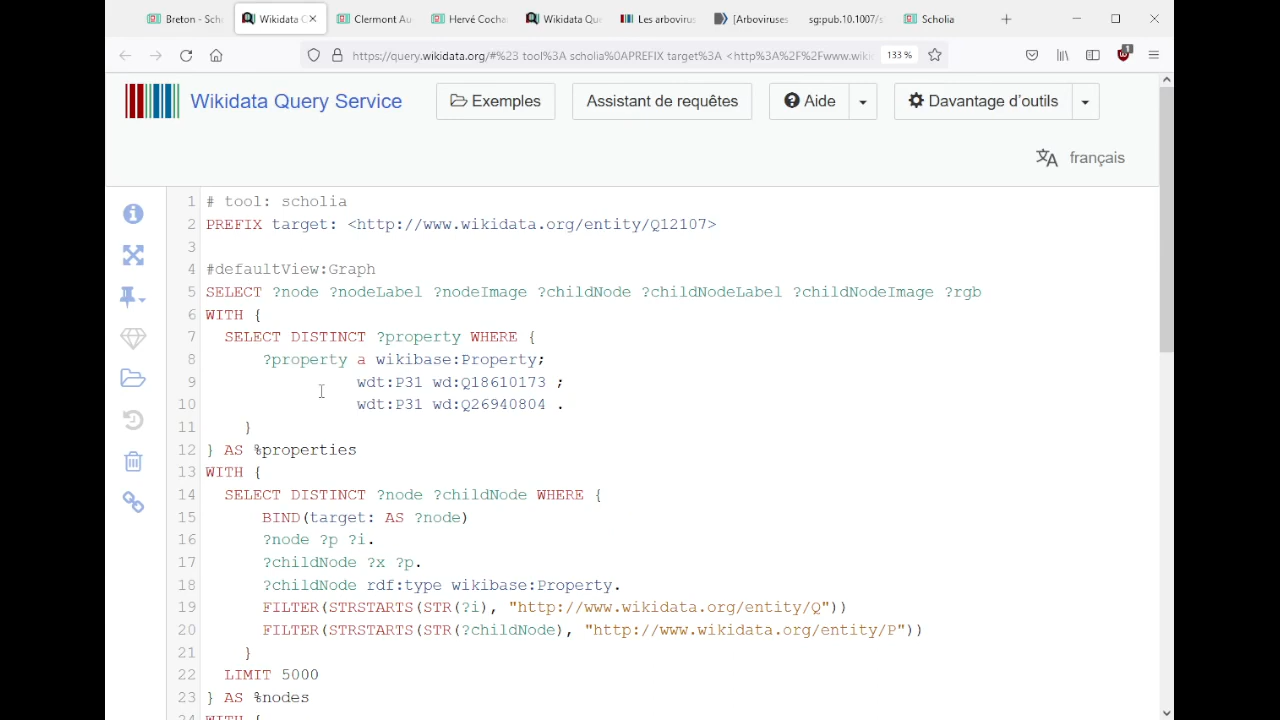 Breton - Sch
Wikidata Q
Clermont Au
Hervé Cocha
Wikidata Que
Les arboviru
[Arboviruses
sg:pub.10.1007/s
Scholia
https://query.wikidata.org/#%23 tool%3A scholia%0APREFIX target%3A <http%3A%2F%2Fwww.wiki
133 %
1
Wikidata Query Service
Exemples
Assistant de requêtes
Aide
Davantage d'outils
français
1 # tool: scholia
2 PREFIX target: <http://www.wikidata.org/entity/Q12107>
3
4 #defaultView:Graph
5 SELECT ?node ?nodeLabel ?nodeImage ?childNode ?childNodeLabel ?childNodeImage ?rgb
6 WITH {
7 SELECT DISTINCT ?property WHERE {
8 ?property a wikibase:Property;
9 wdt:P31 wd:Q18610173 ;
10 wdt:P31 wd:Q26940804 .
11 }
12 } AS %properties
13 WITH {
14 SELECT DISTINCT ?node ?childNode WHERE {
15 BIND(target: AS ?node)
16 ?node ?p ?i.
17 ?childNode ?x ?p.
18 ?childNode rdf:type wikibase:Property.
19 FILTER(STRSTARTS(STR(?i), "http://www.wikidata.org/entity/Q"))
20 FILTER(STRSTARTS(STR(?childNode), "http://www.wikidata.org/entity/P"))
21 }
22 LIMIT 5000
23 } AS %nodes
24 WITH {